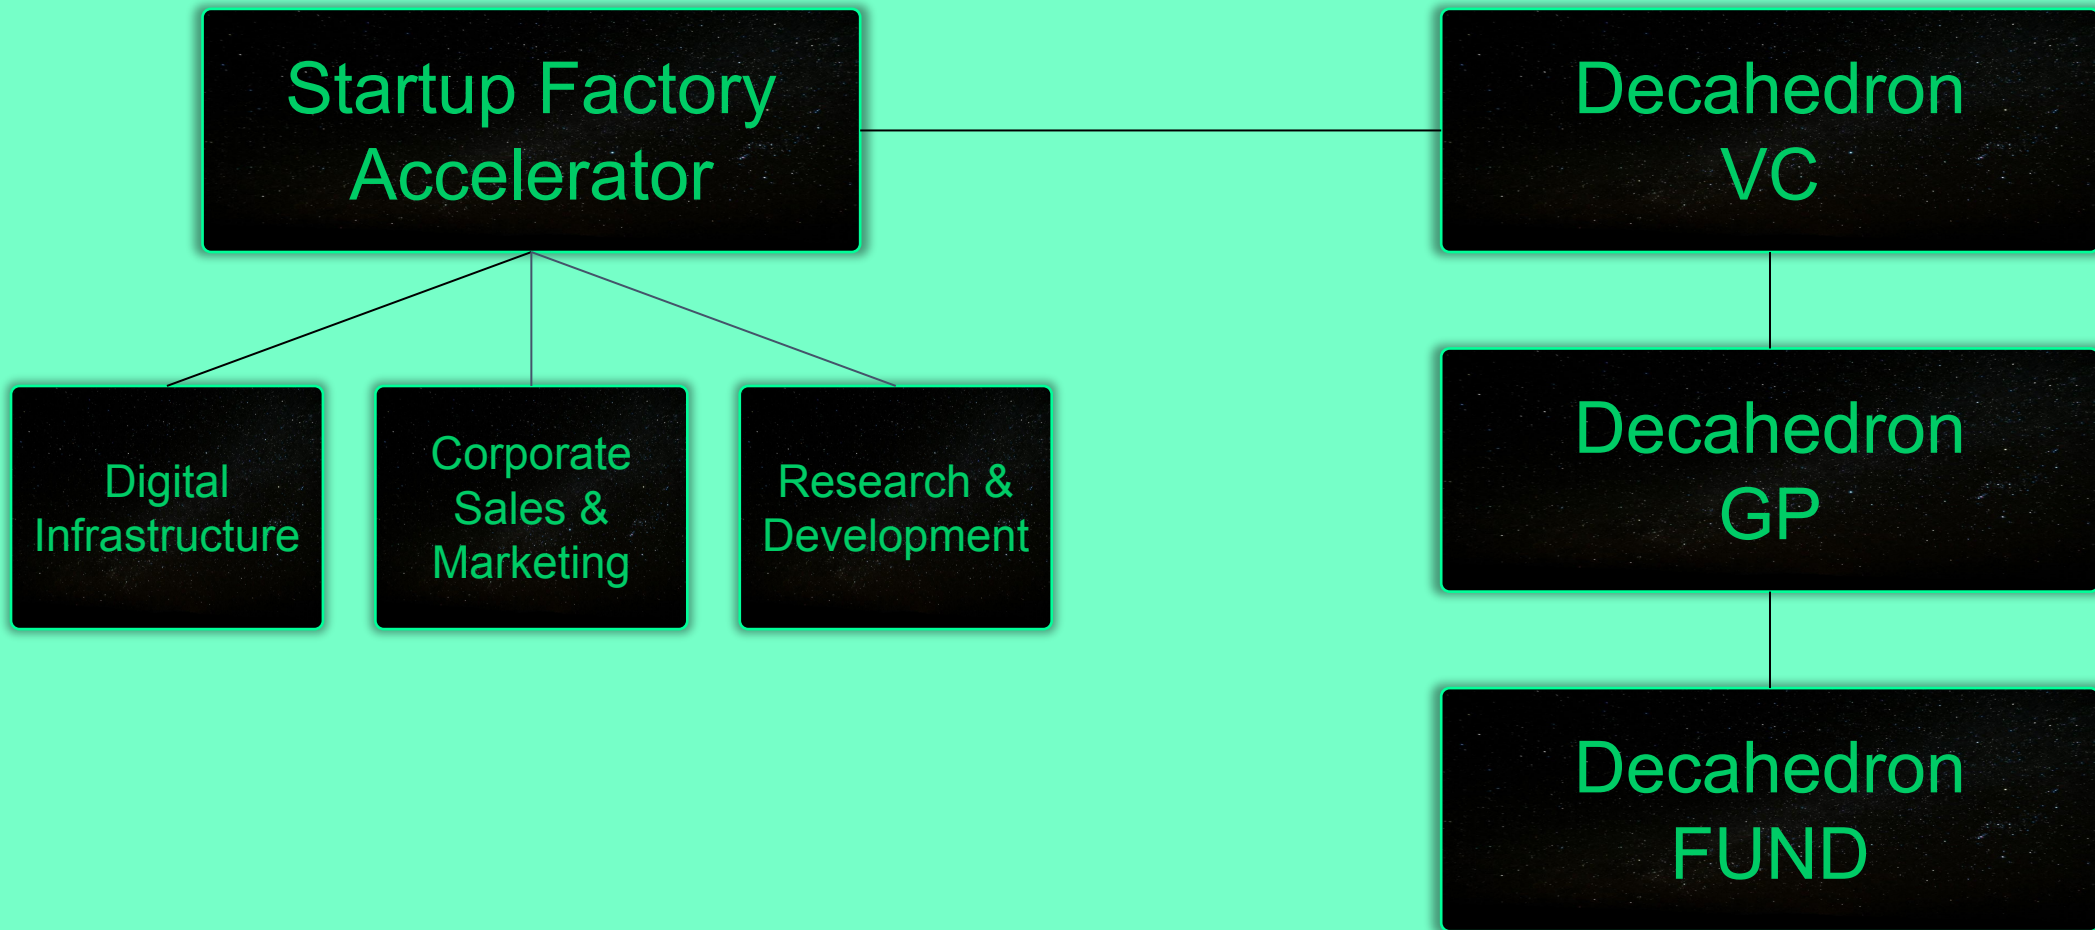 Startup Factory
Accelerator
Decahedron
VC
Digital
Infrastructure
Corporate
Sales &
Marketing
Research &
Development
Decahedron
GP
Decahedron
FUND